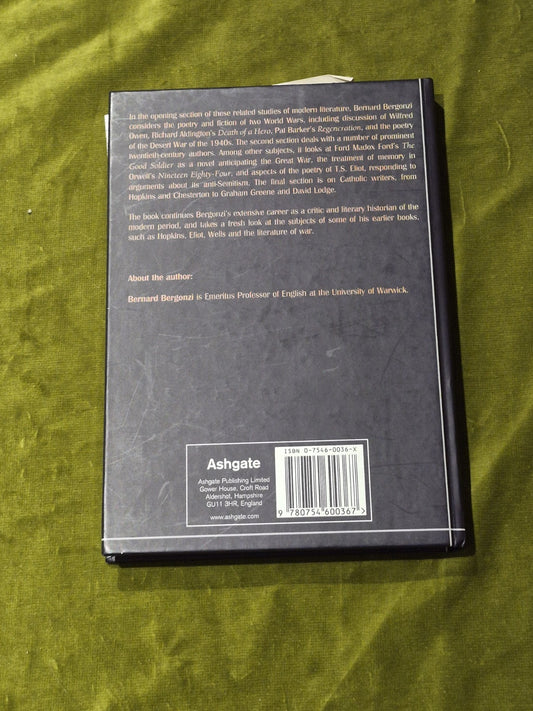 In the opening section of these related studies of modern literature, Bernard Bergonzi
considers the poetry and fiction of two World Wars, including discussion of Wilfred
Owen, Richard Aldington's Death of a Hero, Pat Barker's Regeneration, and the poetry
of the Desert War of the 1940s. The second section deals with a number of prominent
twentieth-century authors. Among other subjects, it looks at Ford Madox Ford's The
Good Soldier as a novel anticipating the Great War, the treatment of memory in
Orwell's Nineteen Eighty-Four, and aspects of the poetry of T.S. Eliot, responding to
arguments about its anti-Semitism. The final section is on Catholic writers, from
Hopkins and Chesterton to Graham Greene and David Lodge.
The book continues Bergonzi's extensive career as a critic and literary historian of the
modern period, and takes a fresh look at the subjects of some of his earlier books,
such as Hopkins, Eliot, Wells and the literature of war.
About the author:
Bernard Bergonzi is Emeritus Professor of English at the University of Warwick.
Ashgate
Ashgate Publishing Limited
Gower House, Croft Road
Aldershot, Hampshire
GU11 3HR, England
www.ashgate.com
ISBN 0-7546-0036-X
9 780754 600367 >